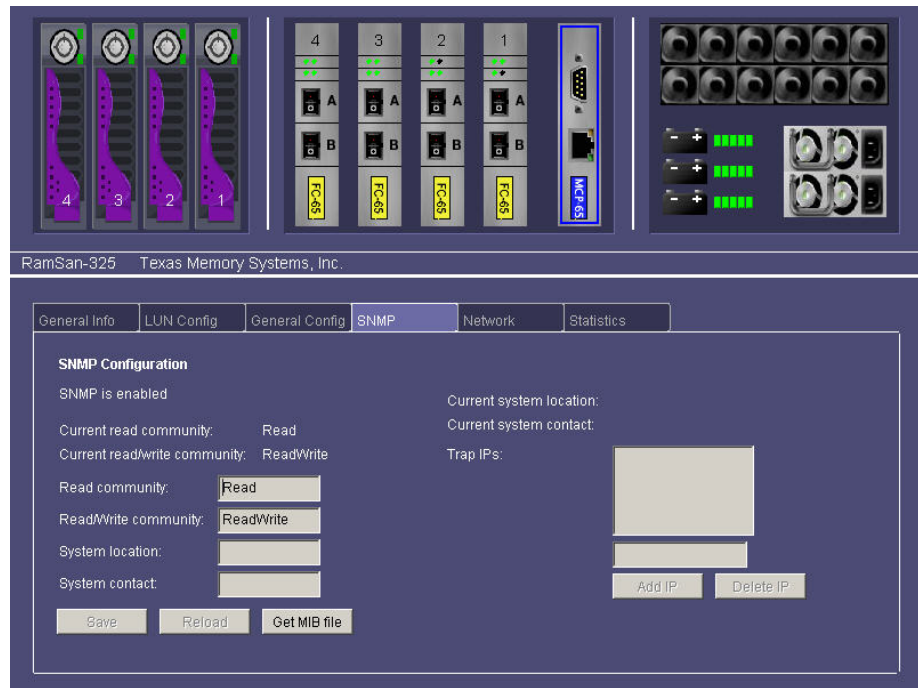 4 3 2 1
4 3 2 1
A A A A
B B B B
FC-65 FC-65 FC-65 FC-65 MCP-65
RamSan-325 Texas Memory Systems, Inc.
General Info LUN Config General Config SNMP Network Statistics
SNMP Configuration
SNMP is enabled
Current read community: Read
Current read/write community: ReadWrite
Read community: Read
Read/Write community: ReadWrite
System location:
System contact:
Save Reload Get MIB file
Current system location:
Current system contact:
Trap IPs:
Add IP Delete IP